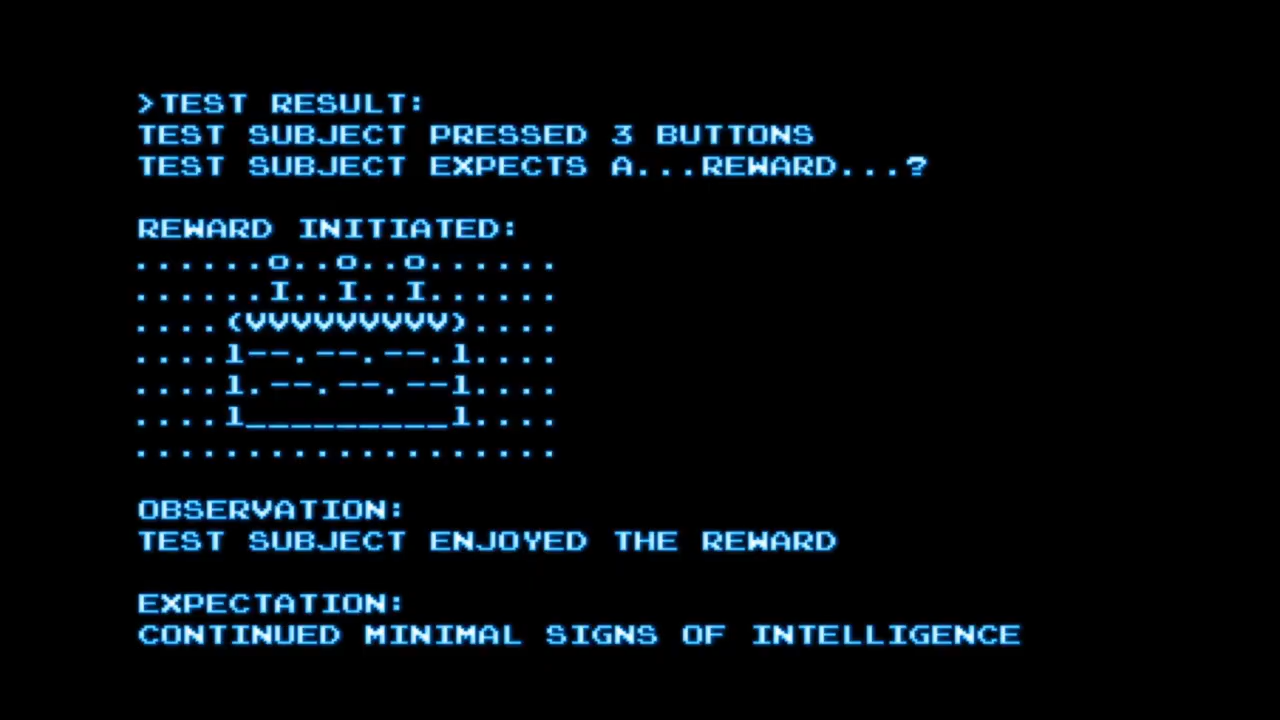 >TEST RESULT:
TEST SUBJECT PRESSED 3 BUTTONS
TEST SUBJECT EXPECTS A...REWARD...?
REWARD INITIATED:
......o..o..o......
......I..I..I......
....(VVVVVVVVV)....
....l--.--.--.l....
....l.--.--.--l....
....l_________l....
...................
OBSERVATION:
TEST SUBJECT ENJOYED THE REWARD
EXPECTATION:
CONTINUED MINIMAL SIGNS OF INTELLIGENCE